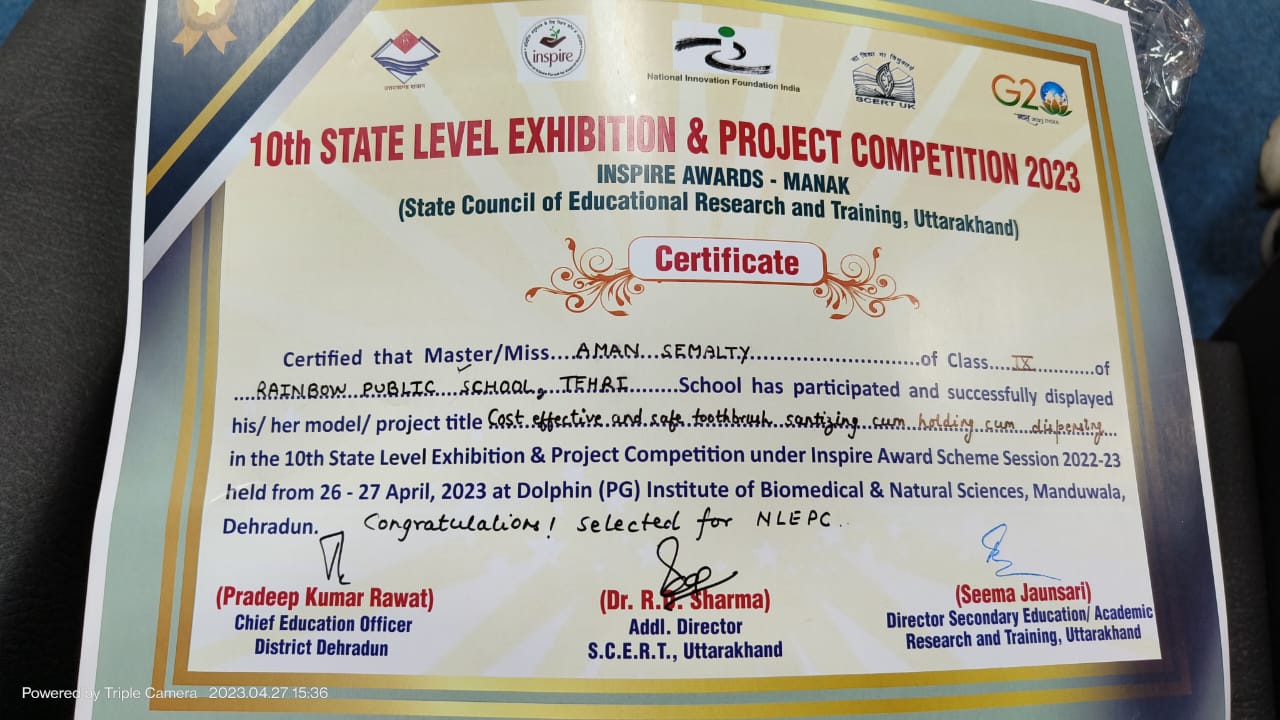 उत्तराखण्ड शासन
inspire
National Innovation Foundation India
SCERT UK
G20
INDIA
10th STATE LEVEL EXHIBITION & PROJECT COMPETITION 2023
INSPIRE AWARDS - MANAK
(State Council of Educational Research and Training, Uttarakhand)
Certificate
Certified that Master/Miss....AMAN SEMALTY........................of Class....IX..........of
....RAINBOW PUBLIC SCHOOL, TEHRI........School has participated and successfully displayed
his/ her model/ project title Cost effective and safe toothbrush santizing cum holding cum dispensing...
in the 10th State Level Exhibition & Project Competition under Inspire Award Scheme Session 2022-23
held from 26 - 27 April, 2023 at Dolphin (PG) Institute of Biomedical & Natural Sciences, Manduwala,
Dehradun. Congratulations! selected for NLEPC.
(Pradeep Kumar Rawat)
Chief Education Officer
District Dehradun
(Dr. R.D. Sharma)
Addl. Director
S.C.E.R.T., Uttarakhand
(Seema Jaunsari)
Director Secondary Education/ Academic
Research and Training, Uttarakhand
Powered by Triple Camera 2023.04.27 15:36